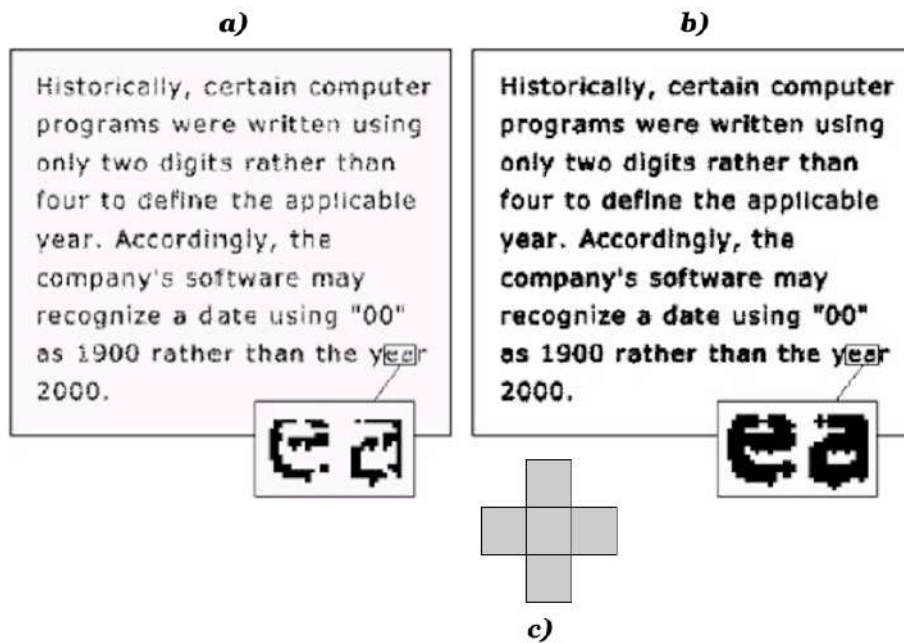 a)
Historically, certain computer
programs were written using
only two digits rather than
four to define the applicable
year. Accordingly, the
company's software may
recognize a date using "00"
as 1900 rather than the year
2000.
e a
b)
Historically, certain computer
programs were written using
only two digits rather than
four to define the applicable
year. Accordingly, the
company's software may
recognize a date using "00"
as 1900 rather than the year
2000.
ea
c)